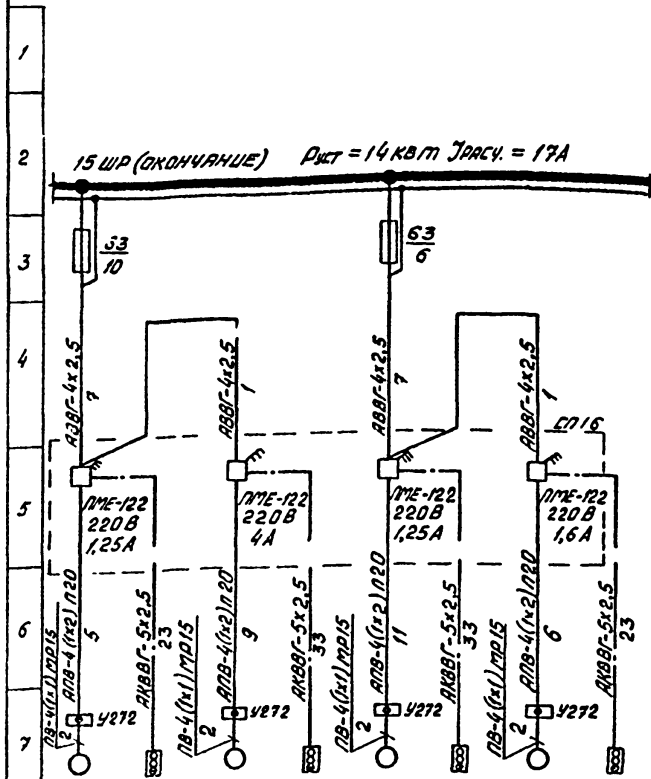 1
2
15 ШР (ОКОНЧАНИЕ) Руст = 14 квт Jрасч. = 17А
3
63
10
63
6
4
АВВГ-4х2,5
7
АВВГ-4х2,5
1
АВВГ-4х2,5
7
АВВГ-4х2,5
1
СП16
5
ПМЕ-122
220В
1,25А
ПМЕ-122
220В
4А
ПМЕ-122
220В
1,25А
ПМЕ-122
220В
1,6А
6
ПВ-4(1х1)МР15
2
АПВ-4(1х2)П20
5
АКВВГ-5х2,5
23
ПВ-4(1х1)МР15
2
АПВ-4(1х2)П20
9
АКВВГ-5х2,5
33
ПВ-4(1х1)МР15
2
АПВ-4(1х2)П20
11
АКВВГ-5х2,5
33
ПВ-4(1х1)МР15
2
АПВ-4(1х2)П20
6
АКВВГ-5х2,5
23
7
У272
У272
У272
У272